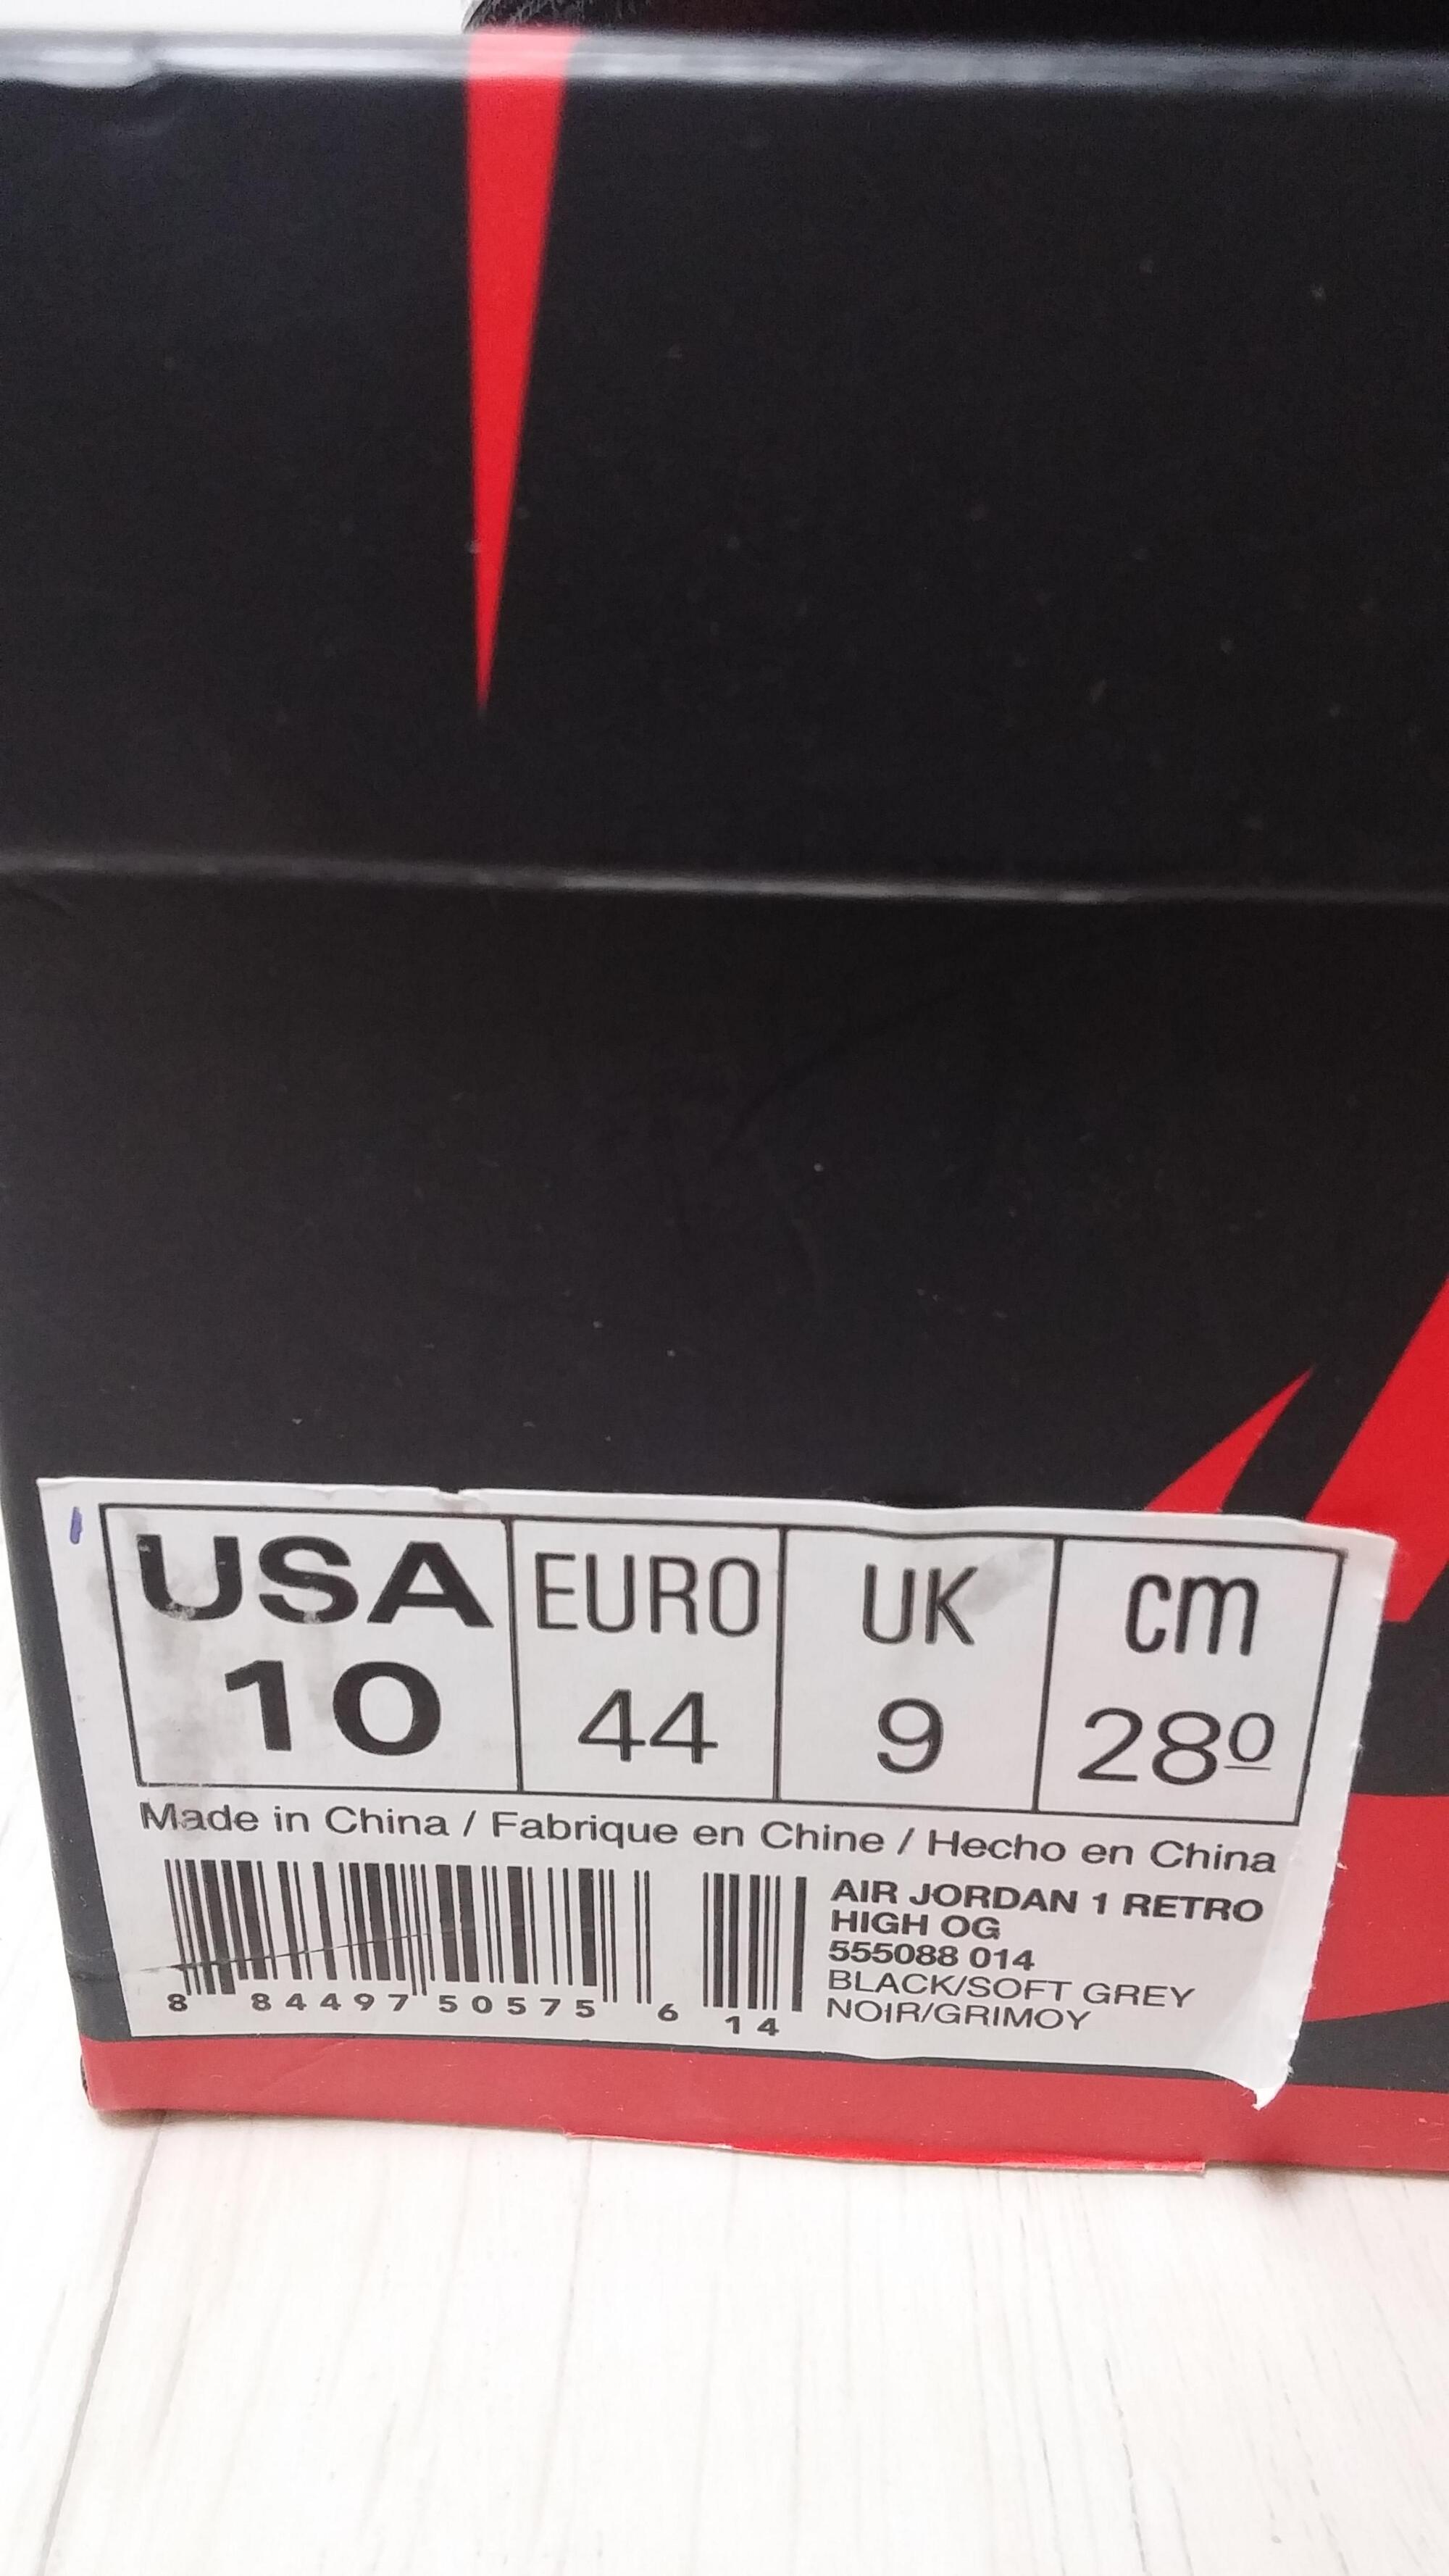 USA EURO UK cm
10 44 9 28º
Made in China / Fabrique en Chine / Hecho en China
AIR JORDAN 1 RETRO
HIGH OG
555088 014
BLACK/SOFT GREY
NOIR/GRIMOY
8 84497 50575 6 14